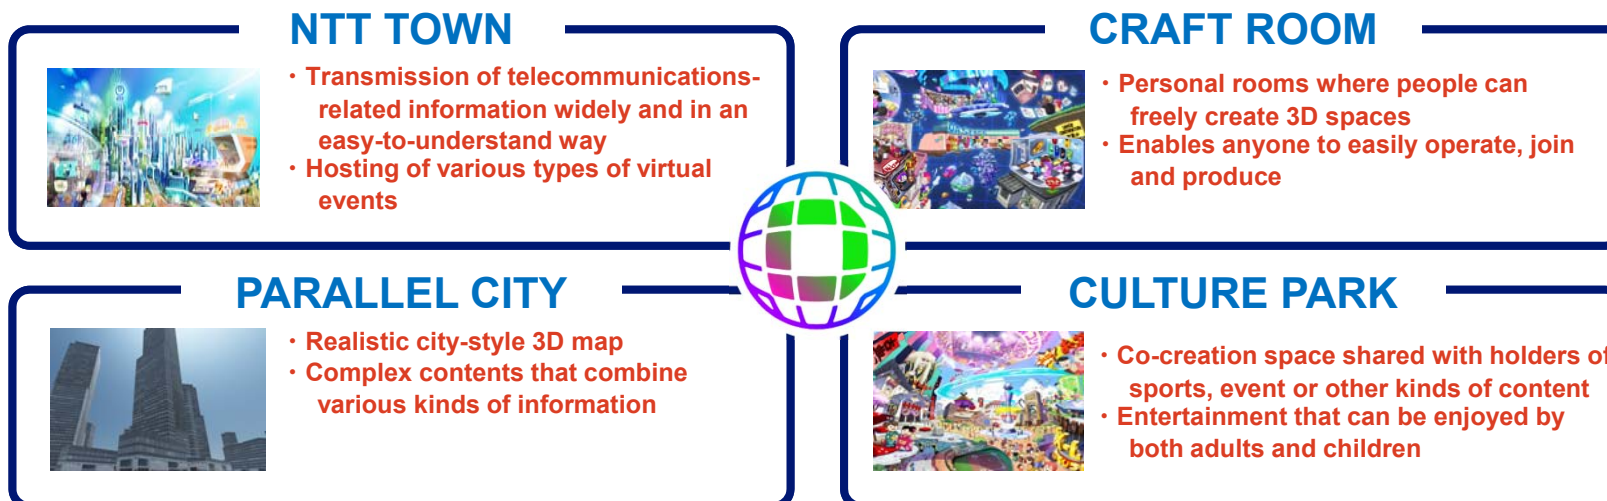 NTT TOWN
・Transmission of telecommunications-
related information widely and in an
easy-to-understand way
・Hosting of various types of virtual
events
CRAFT ROOM
・Personal rooms where people can
freely create 3D spaces
・Enables anyone to easily operate, join
and produce
PARALLEL CITY
・Realistic city-style 3D map
・Complex contents that combine
various kinds of information
CULTURE PARK
・Co-creation space shared with holders of
sports, event or other kinds of content
・Entertainment that can be enjoyed by
both adults and children